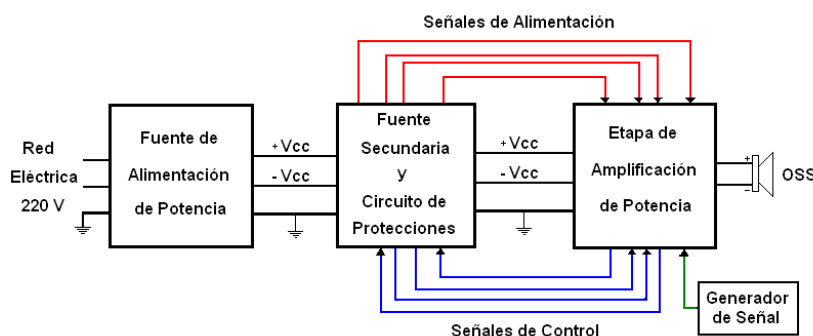 Señales de Alimentación
Red
Eléctrica
220 V
Fuente de
Alimentación
de Potencia
+Vcc
-Vcc
Fuente
Secundaria
y
Circuito de
Protecciones
+Vcc
-Vcc
Etapa de
Amplificación
de Potencia
+
−
OSS
Generador
de Señal
Señales de Control